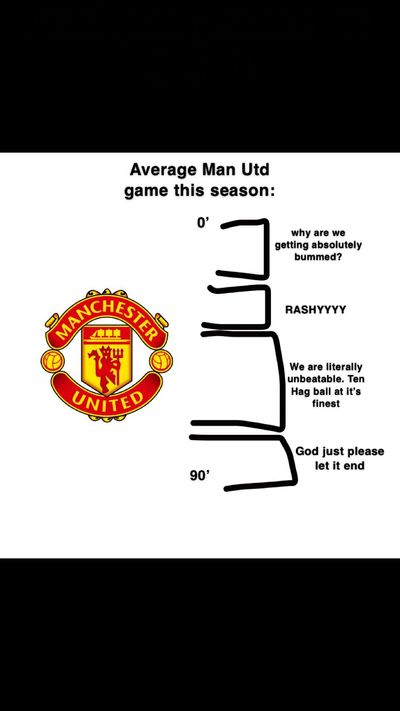 Average Man Utd
game this season:
0'
why are we
getting absolutely
bummed?
MANCHESTER
RASHYYYY
We are literally
unbeatable. Ten
Hag ball at it's
finest
UNITED
God just please
let it end
90'